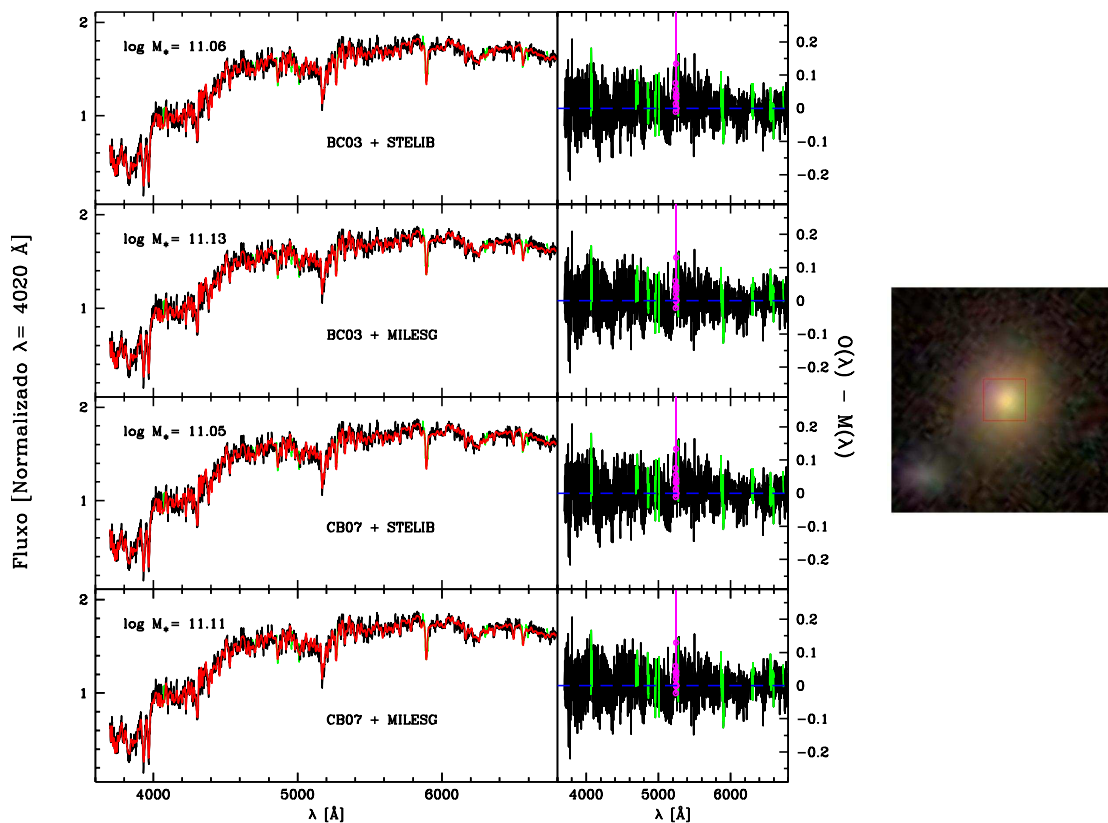 Fluxo [Normalizado λ= 4020 Å]
2
1
log M*= 11.06
BC03 + STELIB
0.2
0.1
0
−0.1
−0.2
2
1
log M*= 11.13
BC03 + MILESG
0.2
0.1
0
−0.1
−0.2
2
1
log M*= 11.05
CB07 + STELIB
0.2
0.1
0
−0.1
−0.2
2
1
log M*= 11.11
CB07 + MILESG
0.2
0.1
0
−0.1
−0.2
O(λ) − M(λ)
4000 5000 6000
λ [Å]
4000 5000 6000
λ [Å]